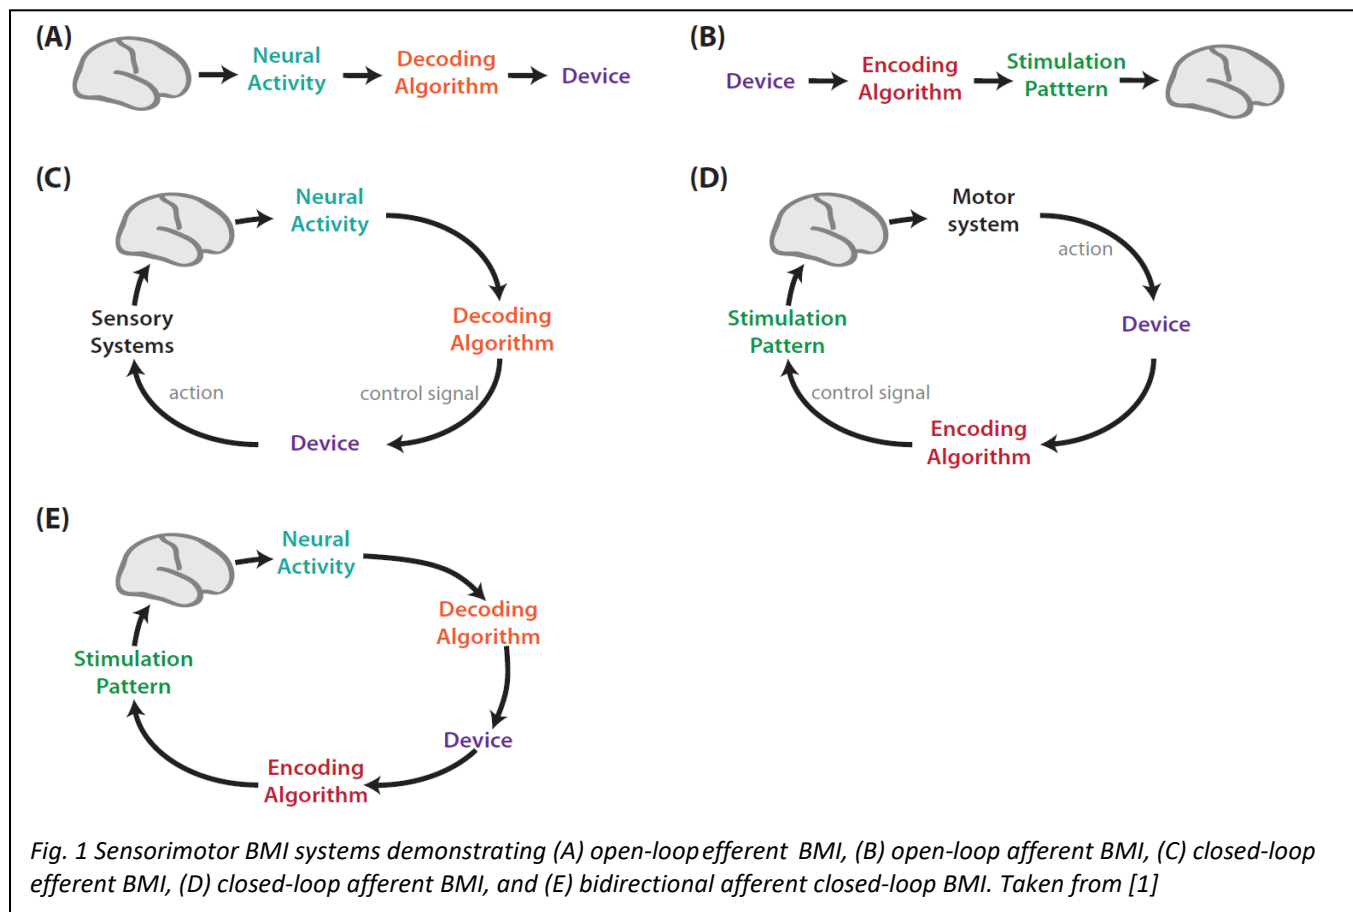 (A)
Neural
Activity
Decoding
Algorithm
Device
(B)
Device
Encoding
Algorithm
Stimulation
Patttern
(C)
Neural
Activity
Decoding
Algorithm
control signal
Device
action
Sensory
Systems
(D)
Motor
system
action
Device
Encoding
Algorithm
control signal
Stimulation
Pattern
(E)
Neural
Activity
Decoding
Algorithm
Device
Encoding
Algorithm
Stimulation
Pattern
Fig. 1 Sensorimotor BMI systems demonstrating (A) open-loop efferent BMI, (B) open-loop afferent BMI, (C) closed-loop
efferent BMI, (D) closed-loop afferent BMI, and (E) bidirectional afferent closed-loop BMI. Taken from [1]